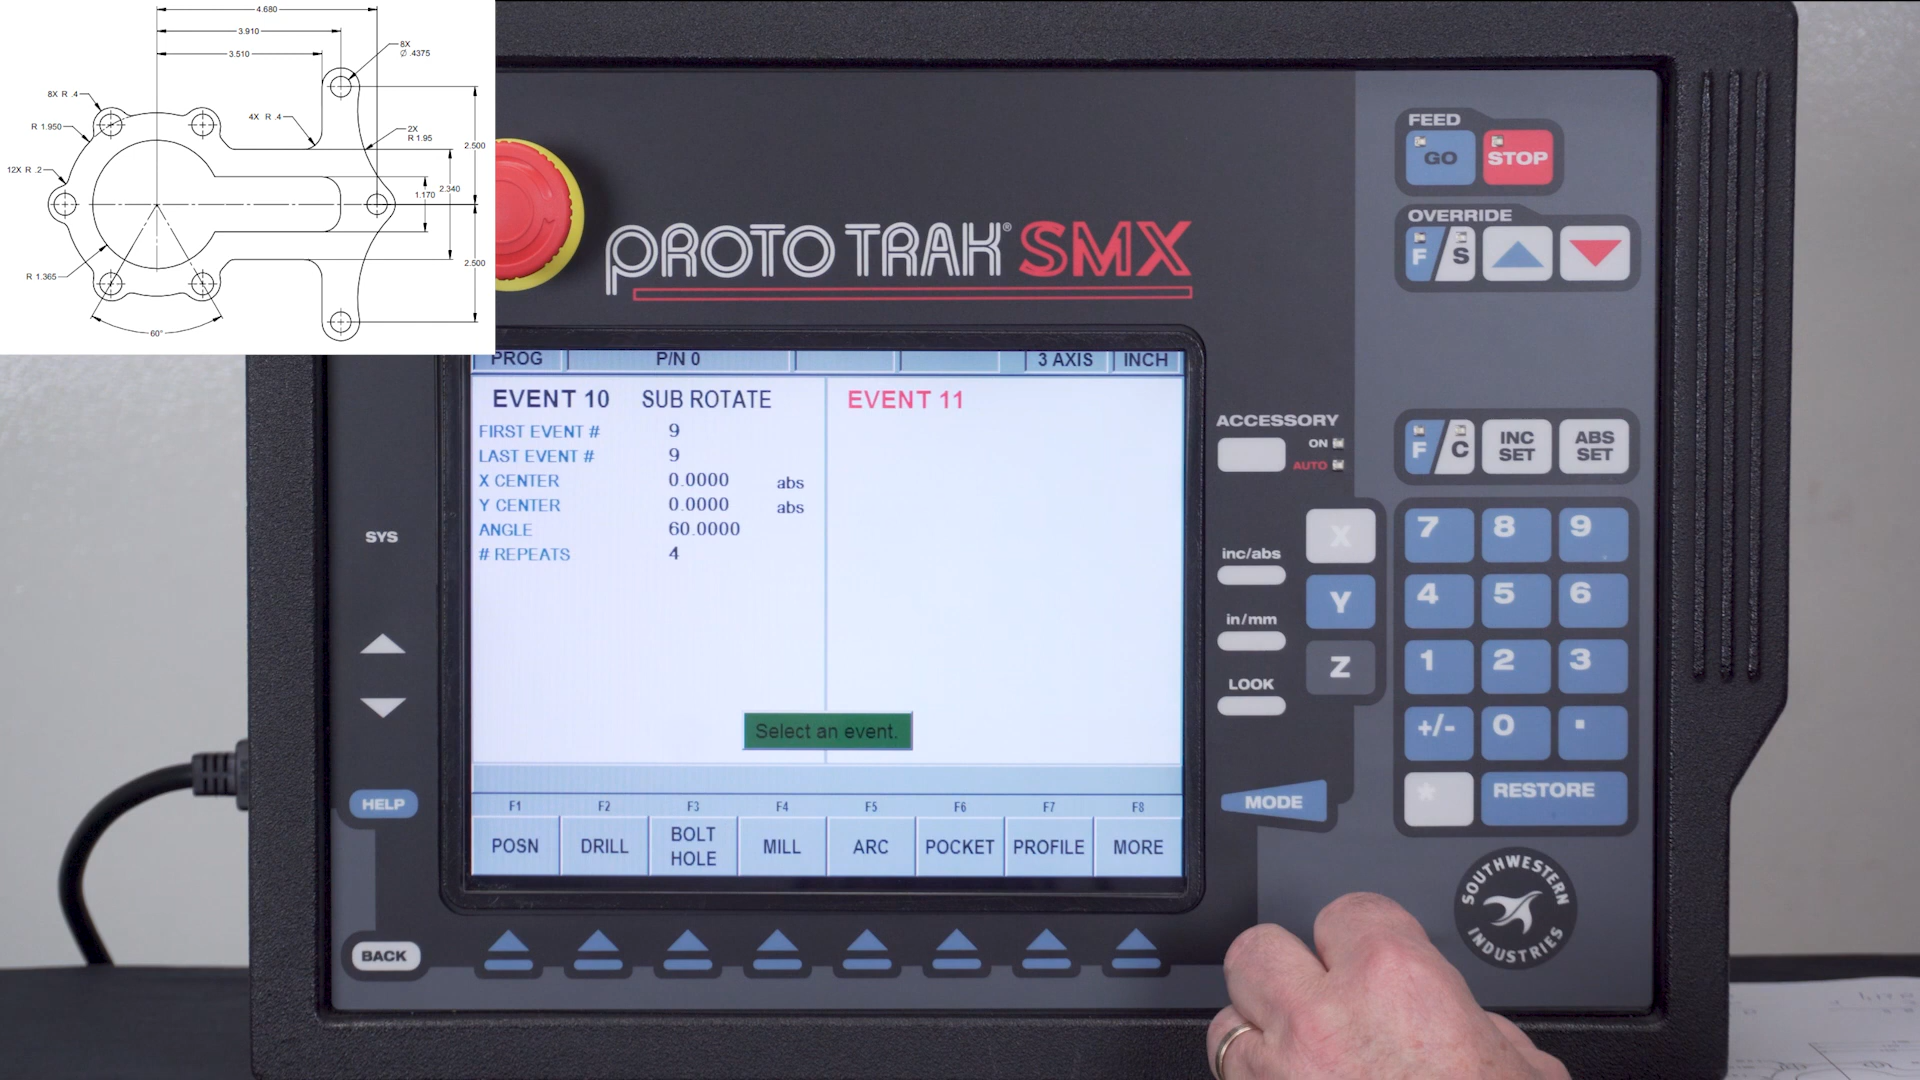 4.680
3.910
3.510
8X
Ø .4375
8X R .4
R 1.950
4X R .4
2X
R 1.95
2.500
12X R .2
1.170
2.340
R 1.365
2.500
60°
PROTO TRAK® SMX
FEED
GO
STOP
OVERRIDE
F/S
PROG
P/N 0
3 AXIS
INCH
EVENT 10 SUB ROTATE
FIRST EVENT # 9
LAST EVENT # 9
X CENTER 0.0000 abs
Y CENTER 0.0000 abs
ANGLE 60.0000
# REPEATS 4
EVENT 11
Select an event.
F1 F2 F3 F4 F5 F6 F7 F8
POSN
DRILL
BOLT
HOLE
MILL
ARC
POCKET
PROFILE
MORE
SYS
HELP
BACK
ACCESSORY
ON
AUTO
F/C
INC
SET
ABS
SET
inc/abs
in/mm
LOOK
X
Y
Z
7 8 9
4 5 6
1 2 3
+/- 0 .
*
RESTORE
MODE
SOUTHWESTERN
INDUSTRIES